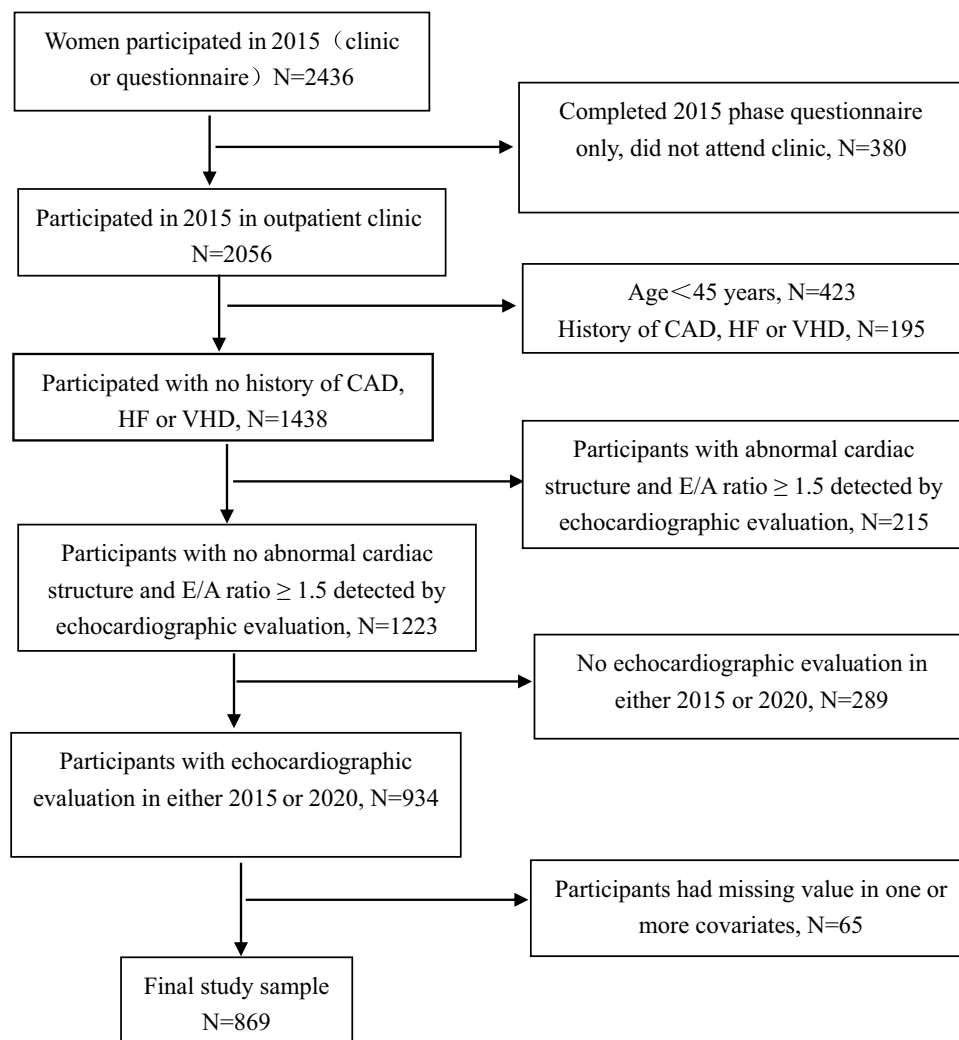 Women participated in 2015（clinic
or questionnaire）N=2436
Completed 2015 phase questionnaire
only, did not attend clinic, N=380
Participated in 2015 in outpatient clinic
N=2056
Age＜45 years, N=423
History of CAD, HF or VHD, N=195
Participated with no history of CAD,
HF or VHD, N=1438
Participants with abnormal cardiac
structure and E/A ratio ≥ 1.5 detected by
echocardiographic evaluation, N=215
Participants with no abnormal cardiac
structure and E/A ratio ≥ 1.5 detected by
echocardiographic evaluation, N=1223
No echocardiographic evaluation in
either 2015 or 2020, N=289
Participants with echocardiographic
evaluation in either 2015 or 2020, N=934
Participants had missing value in one or
more covariates, N=65
Final study sample
N=869